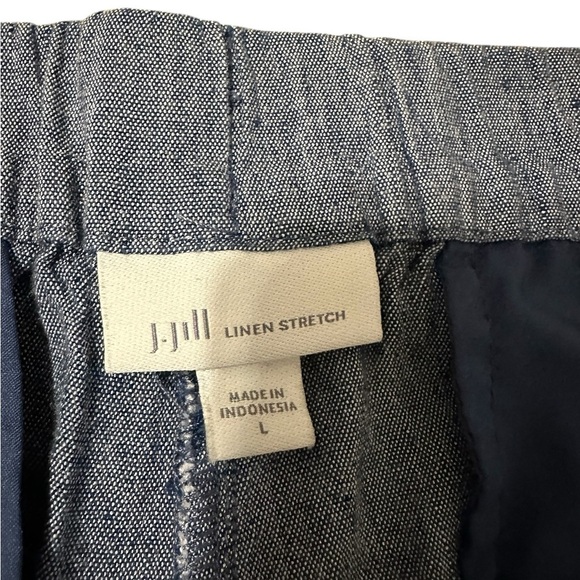 J.Jill LINEN STRETCH
MADE IN
INDONESIA
L